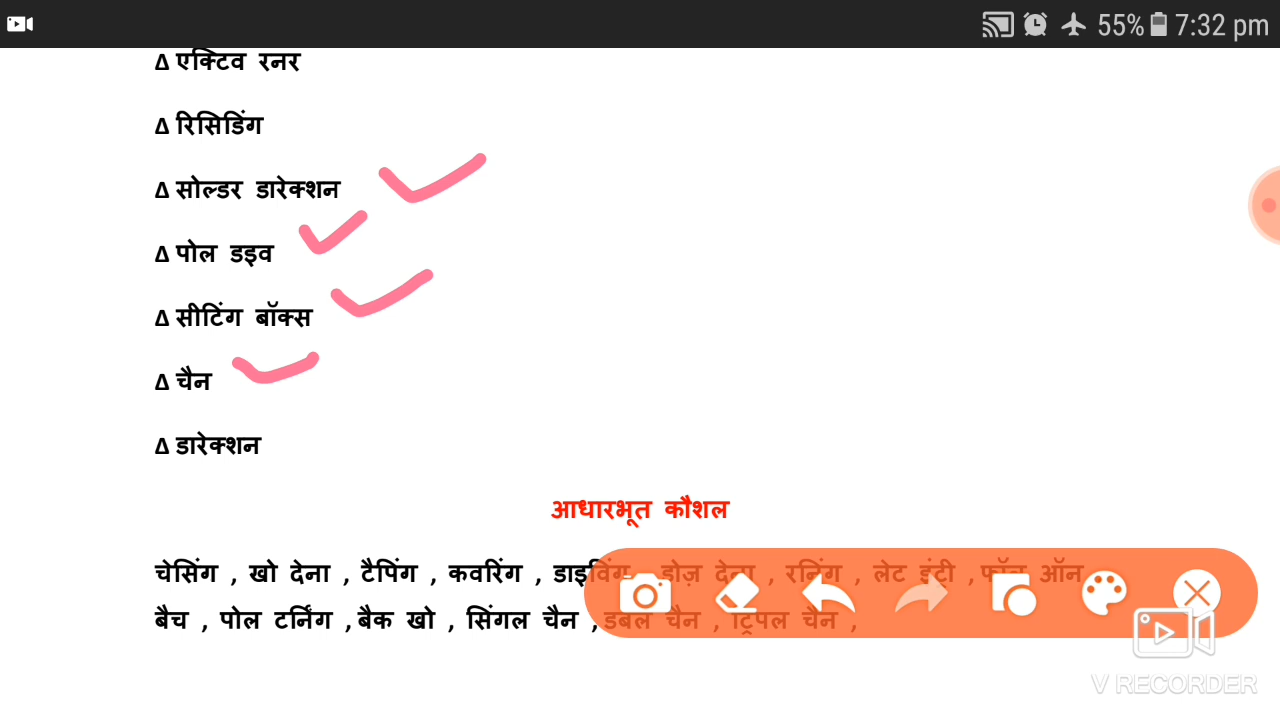 55% 7:32 pm
Δ एक्टिव रनर
Δ रिसिडिंग
Δ सोल्डर डारेक्शन
Δ पोल डइव
Δ सीटिंग बॉक्स
Δ चैन
Δ डारेक्शन
आधारभूत कौशल
चेसिंग , खो देना , टैपिंग , कवरिंग , डाइविंग, डोज़ देना , रनिंग , लेट इंटी , फॉल ऑन
बैच , पोल टर्निंग , बैक खो , सिंगल चैन , डबल चैन , ट्रिपल चैन ,
V RECORDER